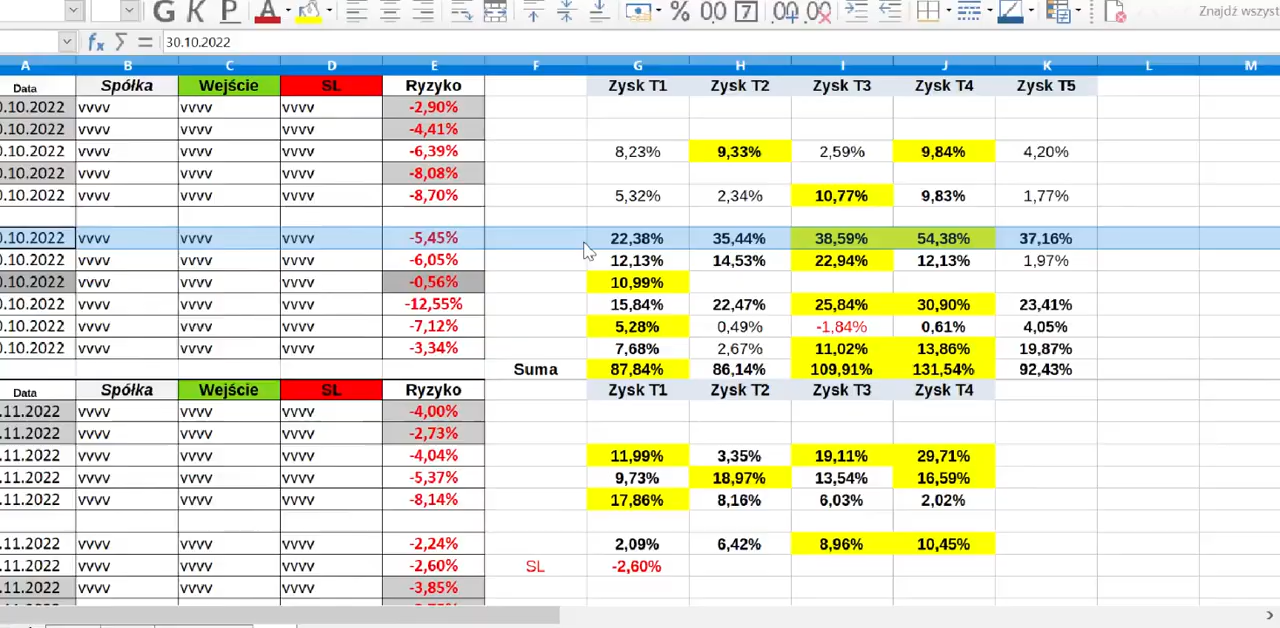 G K P A % 0,0 7 ,00 ,00 Znajdź wszyst
fx Σ = 30.10.2022
A B C D E F G H I J K L M
Data Spółka Wejście SL Ryzyko Zysk T1 Zysk T2 Zysk T3 Zysk T4 Zysk T5
0.10.2022 vvvv vvvv vvvv -2,90%
0.10.2022 vvvv vvvv vvvv -4,41%
0.10.2022 vvvv vvvv vvvv -6,39% 8,23% 9,33% 2,59% 9,84% 4,20%
0.10.2022 vvvv vvvv vvvv -8,08%
0.10.2022 vvvv vvvv vvvv -8,70% 5,32% 2,34% 10,77% 9,83% 1,77%
0.10.2022 vvvv vvvv vvvv -5,45% 22,38% 35,44% 38,59% 54,38% 37,16%
0.10.2022 vvvv vvvv vvvv -6,05% 12,13% 14,53% 22,94% 12,13% 1,97%
0.10.2022 vvvv vvvv vvvv -0,56% 10,99%
0.10.2022 vvvv vvvv vvvv -12,55% 15,84% 22,47% 25,84% 30,90% 23,41%
0.10.2022 vvvv vvvv vvvv -7,12% 5,28% 0,49% -1,84% 0,61% 4,05%
0.10.2022 vvvv vvvv vvvv -3,34% 7,68% 2,67% 11,02% 13,86% 19,87%
Suma 87,84% 86,14% 109,91% 131,54% 92,43%
Data Spółka Wejście SL Ryzyko Zysk T1 Zysk T2 Zysk T3 Zysk T4
.11.2022 vvvv vvvv vvvv -4,00%
.11.2022 vvvv vvvv vvvv -2,73%
.11.2022 vvvv vvvv vvvv -4,04% 11,99% 3,35% 19,11% 29,71%
.11.2022 vvvv vvvv vvvv -5,37% 9,73% 18,97% 13,54% 16,59%
.11.2022 vvvv vvvv vvvv -8,14% 17,86% 8,16% 6,03% 2,02%
.11.2022 vvvv vvvv vvvv -2,24% 2,09% 6,42% 8,96% 10,45%
.11.2022 vvvv vvvv vvvv -2,60% SL -2,60%
.11.2022 vvvv vvvv vvvv -3,85%